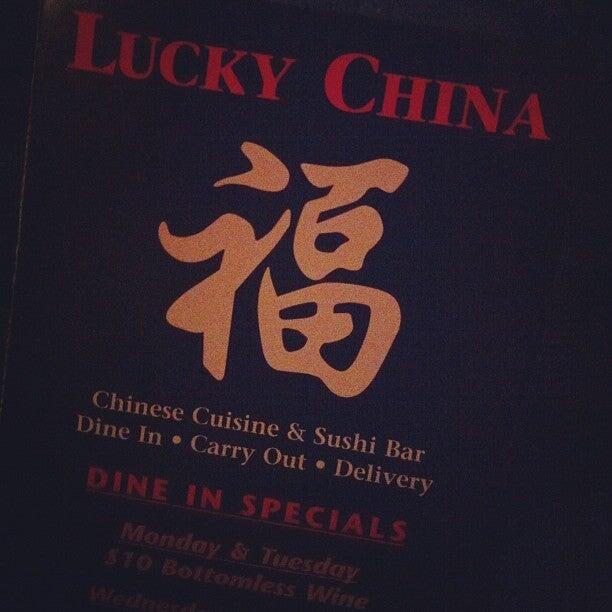 LUCKY CHINA
福
Chinese Cuisine & Sushi Bar
Dine In • Carry Out • Delivery
DINE IN SPECIALS
Monday & Tuesday
$10 Bottomless Wine